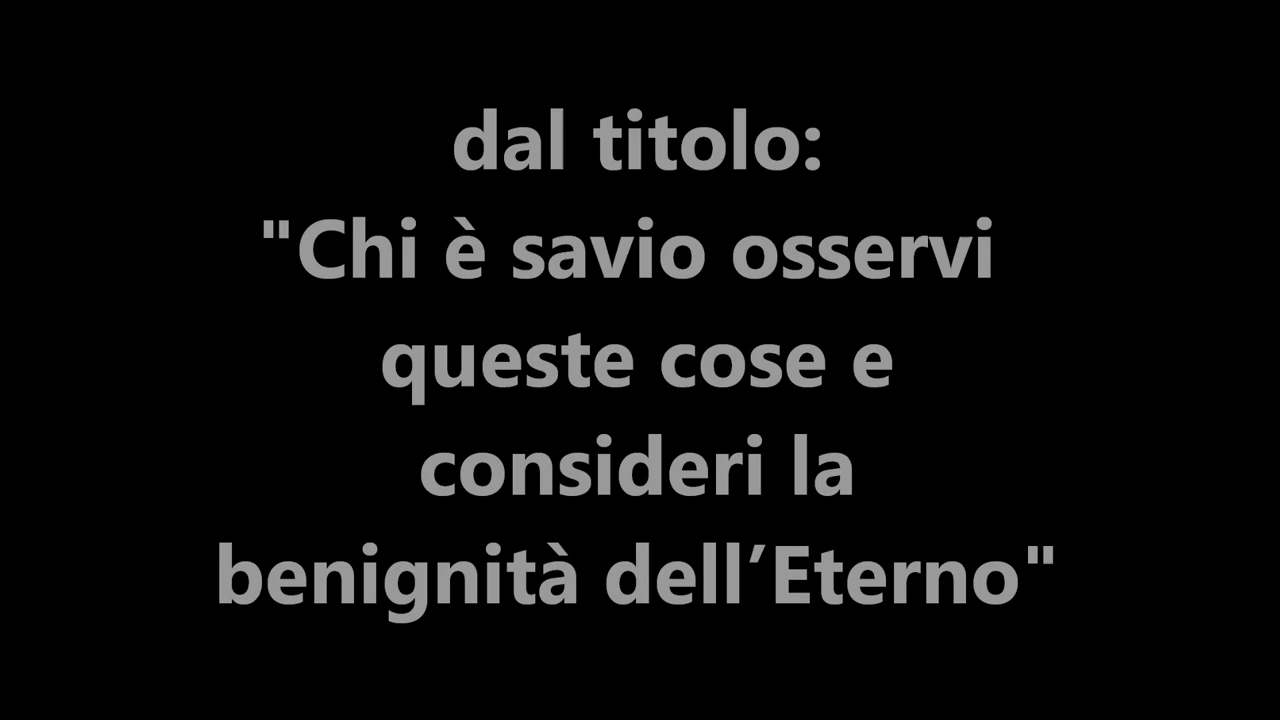 dal titolo:
"Chi è savio osservi
queste cose e
consideri la
benignità dell’Eterno"